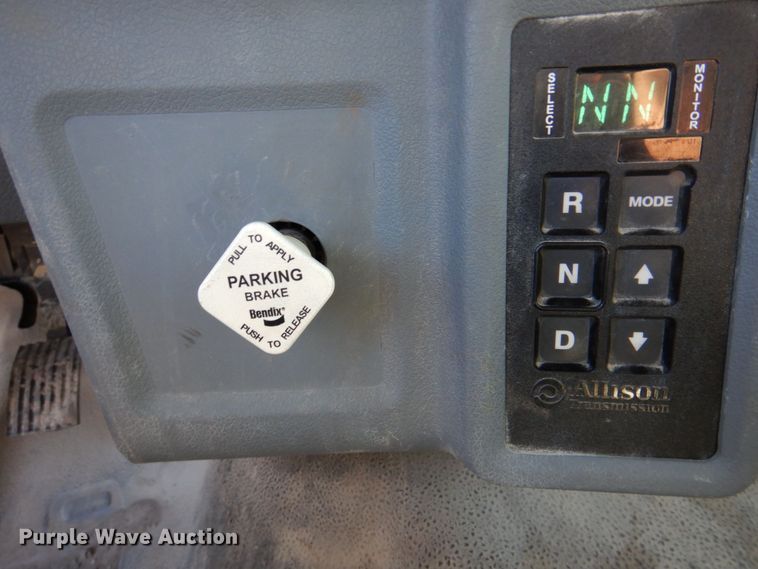 PULL TO APPLY
PARKING
BRAKE
Bendix®
PUSH TO RELEASE
SELECT
NN
MONITOR
R
MODE
N
D
Allison
Transmission
Purple Wave Auction